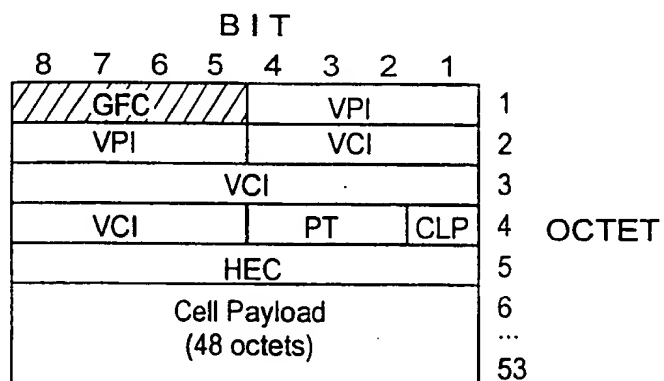 BIT
8 7 6 5 4 3 2 1
GFC VPI 1
VPI VCI 2
VCI 3
VCI PT CLP 4 OCTET
HEC 5
Cell Payload 6
(48 octets) ...
53